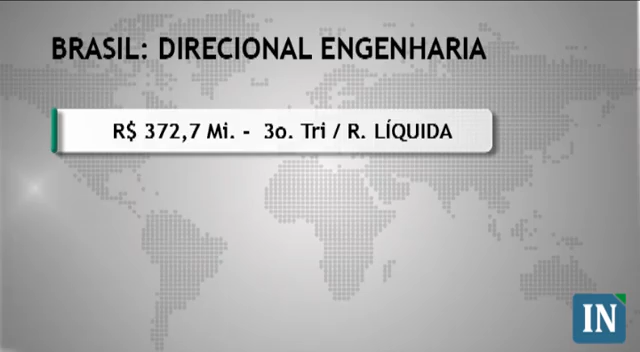 BRASIL: DIRECIONAL ENGENHARIA
R$ 372,7 Mi. - 3o. Tri / R. LÍQUIDA
IN